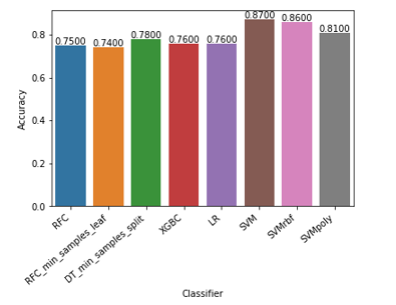 0.7500
0.7400
0.7800
0.7600
0.7600
0.8700
0.8600
0.8100
Accuracy
0.8
0.6
0.4
0.2
0.0
RFC
RFC_min_samples_leaf
DT_min_samples_split
XGBC
LR
SVM
SVMrbf
SVMpoly
Classifier